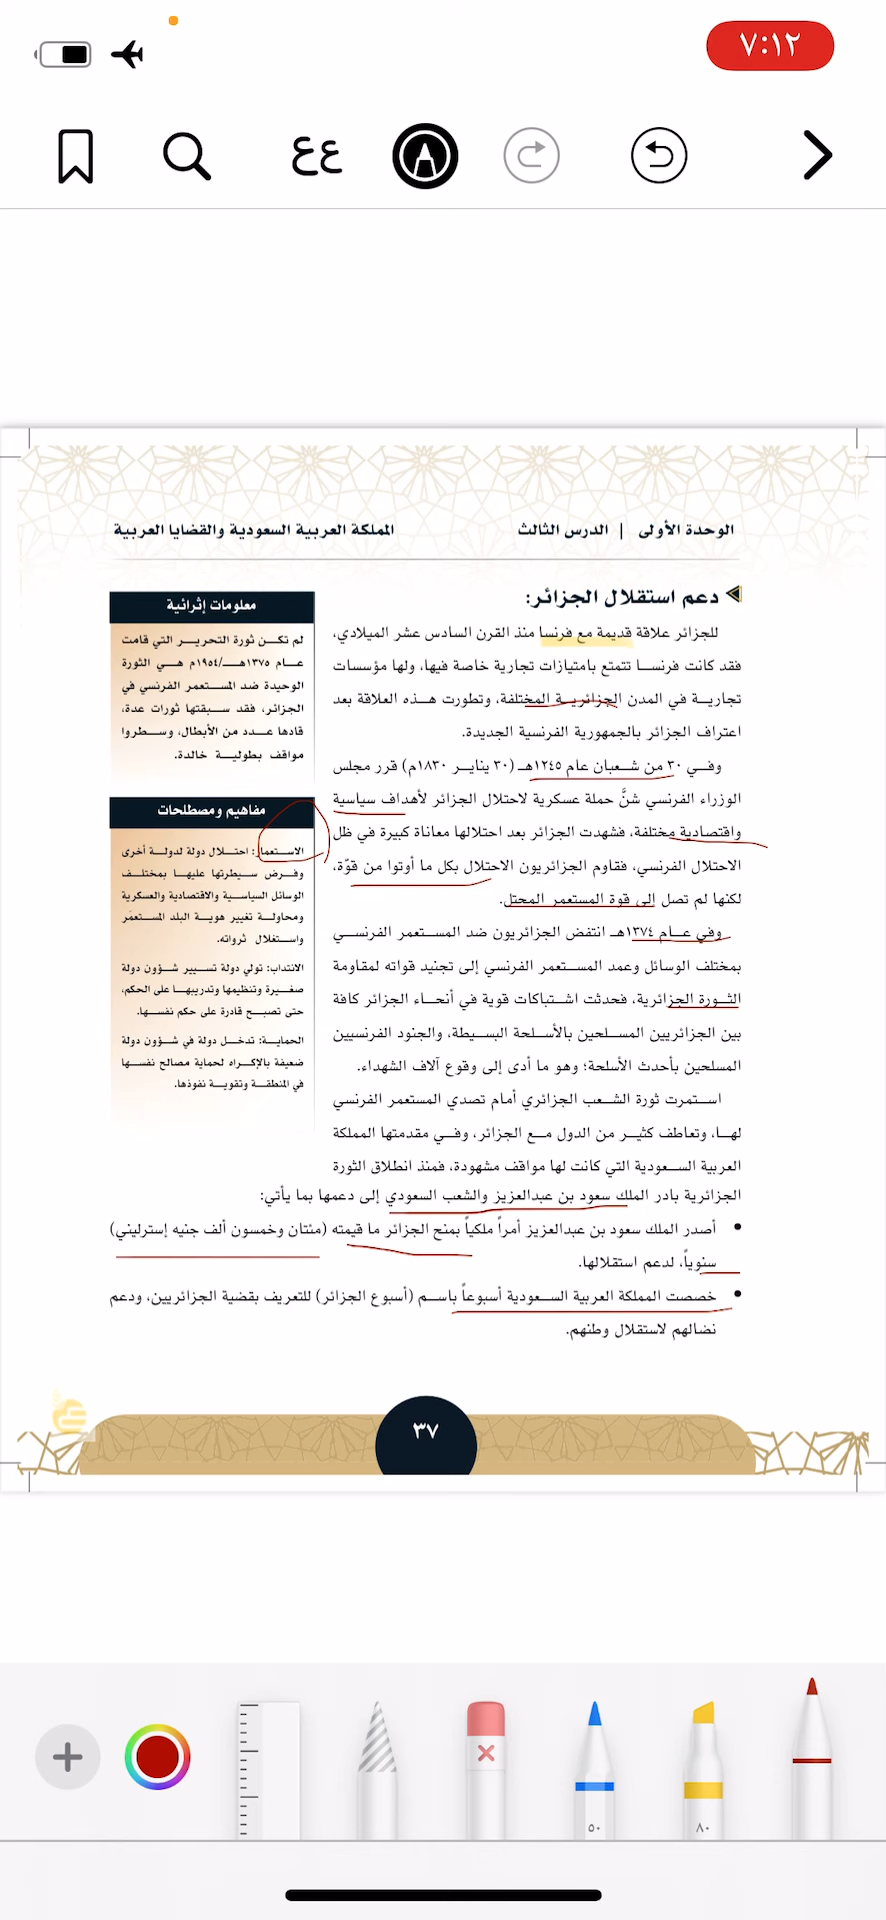 ٧:١٢
عع
الوحدة الأولى | الدرس الثالث
المملكة العربية السعودية والقضايا العربية
دعم استقلال الجزائر:
للجزائر علاقة قديمة مع فرنسا منذ القرن السادس عشر الميلادي،
فقد كانت فرنسا تتمتع بامتيازات تجارية خاصة فيها، ولها مؤسسات
تجارية في المدن الجزائرية المختلفة، وتطورت هذه العلاقة بعد
اعتراف الجزائر بالجمهورية الفرنسية الجديدة.
وفي ٣٠ من شعبان عام ١٢٤٥هـ (٣٠ يناير ١٨٣٠م) قرر مجلس
الوزراء الفرنسي شنَّ حملة عسكرية لاحتلال الجزائر لأهداف سياسية
واقتصادية مختلفة، فشهدت الجزائر بعد احتلالها معاناة كبيرة في ظل
الاحتلال الفرنسي، فقاوم الجزائريون الاحتلال بكل ما أوتوا من قوّة،
لكنها لم تصل إلى قوة المستعمر المحتل.
وفي عام ١٣٧٤هـ انتفض الجزائريون ضد المستعمر الفرنسي
بمختلف الوسائل وعمد المستعمر الفرنسي إلى تجنيد قواته لمقاومة
الثورة الجزائرية، فحدثت اشتباكات قوية في أنحاء الجزائر كافة
بين الجزائريين المسلحين بالأسلحة البسيطة، والجنود الفرنسيين
المسلحين بأحدث الأسلحة؛ وهو ما أدى إلى وقوع آلاف الشهداء.
استمرت ثورة الشعب الجزائري أمام تصدي المستعمر الفرنسي
لها، وتعاطف كثير من الدول مع الجزائر، وفي مقدمتها المملكة
العربية السعودية التي كانت لها مواقف مشهودة، فمنذ انطلاق الثورة
الجزائرية بادر الملك سعود بن عبدالعزيز والشعب السعودي إلى دعمها بما يأتي:
• أصدر الملك سعود بن عبدالعزيز أمراً ملكياً بمنح الجزائر ما قيمته (مئتان وخمسون ألف جنيه إسترليني)
سنوياً، لدعم استقلالها.
• خصصت المملكة العربية السعودية أسبوعاً باسم (أسبوع الجزائر) للتعريف بقضية الجزائريين، ودعم
نضالهم لاستقلال وطنهم.
معلومات إثرائية
لم تكن ثورة التحرير التي قامت
عام ١٣٧٥هـ/١٩٥٤م هي الثورة
الوحيدة ضد المستعمر الفرنسي في
الجزائر، فقد سبقتها ثورات عدة،
قادها عدد من الأبطال، وسطروا
مواقف بطولية خالدة.
مفاهيم ومصطلحات
الاستعمار: احتلال دولة لدولة أخرى
وفرض سيطرتها عليها بمختلف
الوسائل السياسية والاقتصادية والعسكرية
ومحاولة تغيير هوية البلد المستعمَر
واستغلال ثرواته.
الانتداب: تولي دولة تسيير شؤون دولة
صغيرة وتنظيمها وتدريبها على الحكم،
حتى تصبح قادرة على حكم نفسها.
الحماية: تدخل دولة في شؤون دولة
ضعيفة بالإكراه لحماية مصالح نفسها
في المنطقة وتقوية نفوذها.
٣٧
٥٠
٨٠